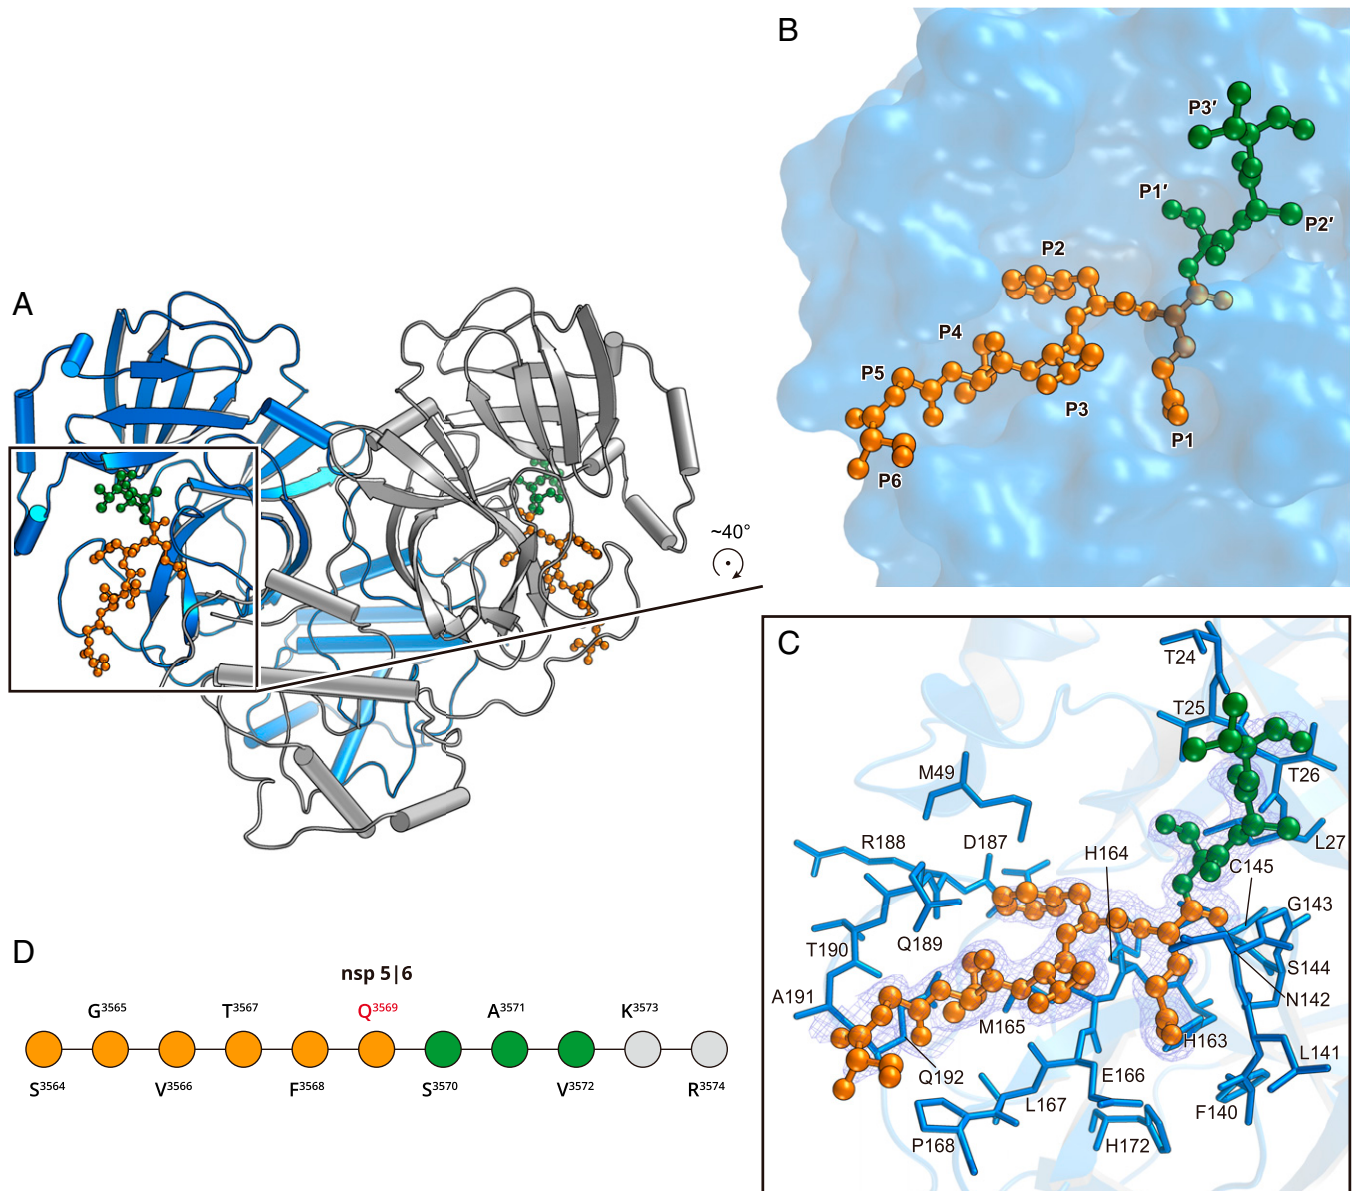 A
~40°
B
P3′
P1′
P2′
P2
P4
P5
P3
P1
P6
C
T24
T25
T26
M49
L27
R188
D187
H164
C145
G143
Q189
T190
S144
N142
A191
M165
H163
L141
Q192
E166
L167
F140
P168
H172
D
nsp 5|6
G3565 T3567 Q3569 A3571 K3573
S3564 V3566 F3568 S3570 V3572 R3574